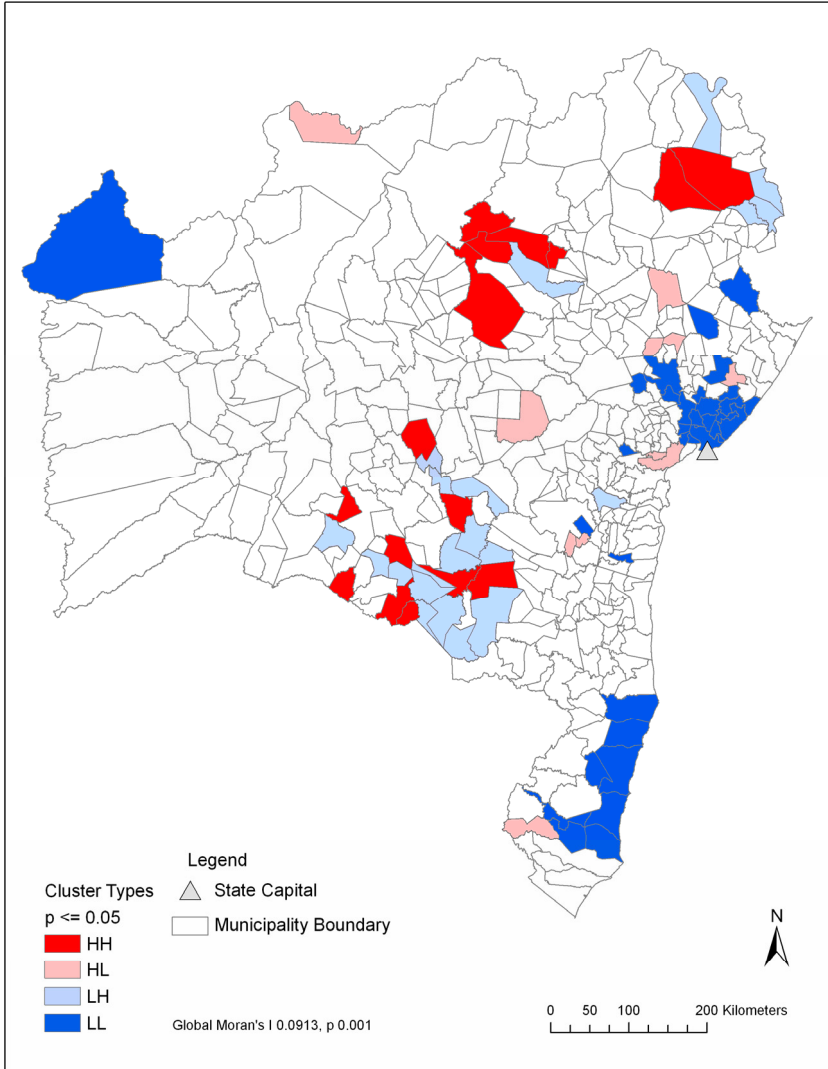 Legend
Cluster Types
p <= 0.05
HH
HL
LH
LL
State Capital
Municipality Boundary
Global Moran's I 0.0913, p 0.001
N
0 50 100 200 Kilometers